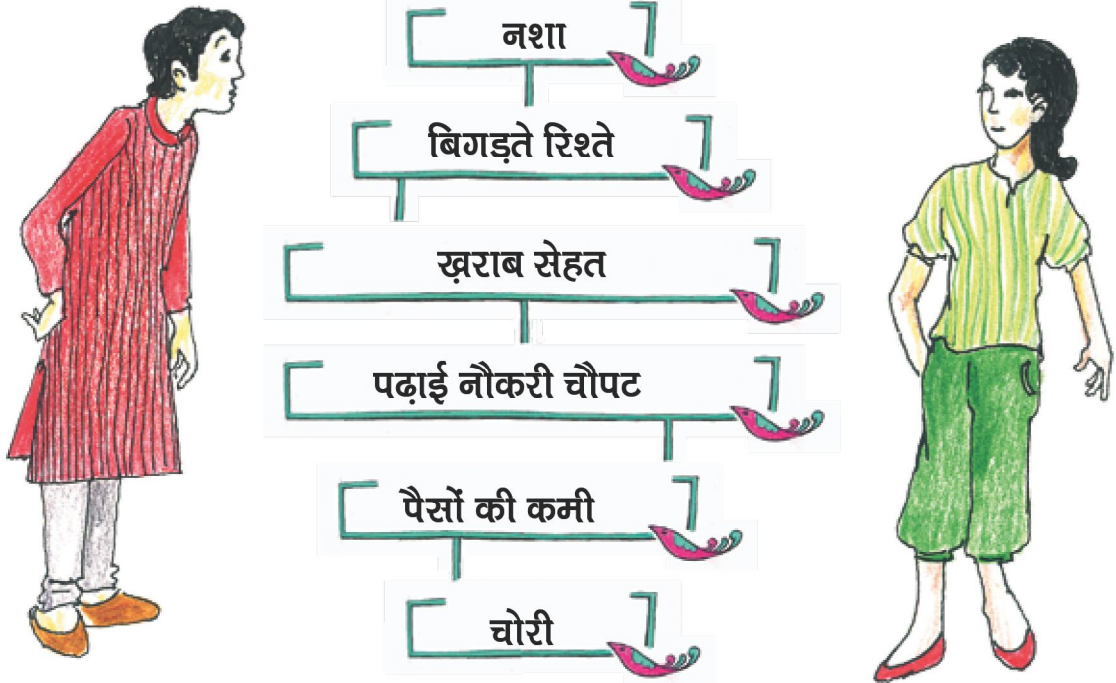 नशा
बिगड़ते रिश्ते
ख़राब सेहत
पढ़ाई नौकरी चौपट
पैसों की कमी
चोरी